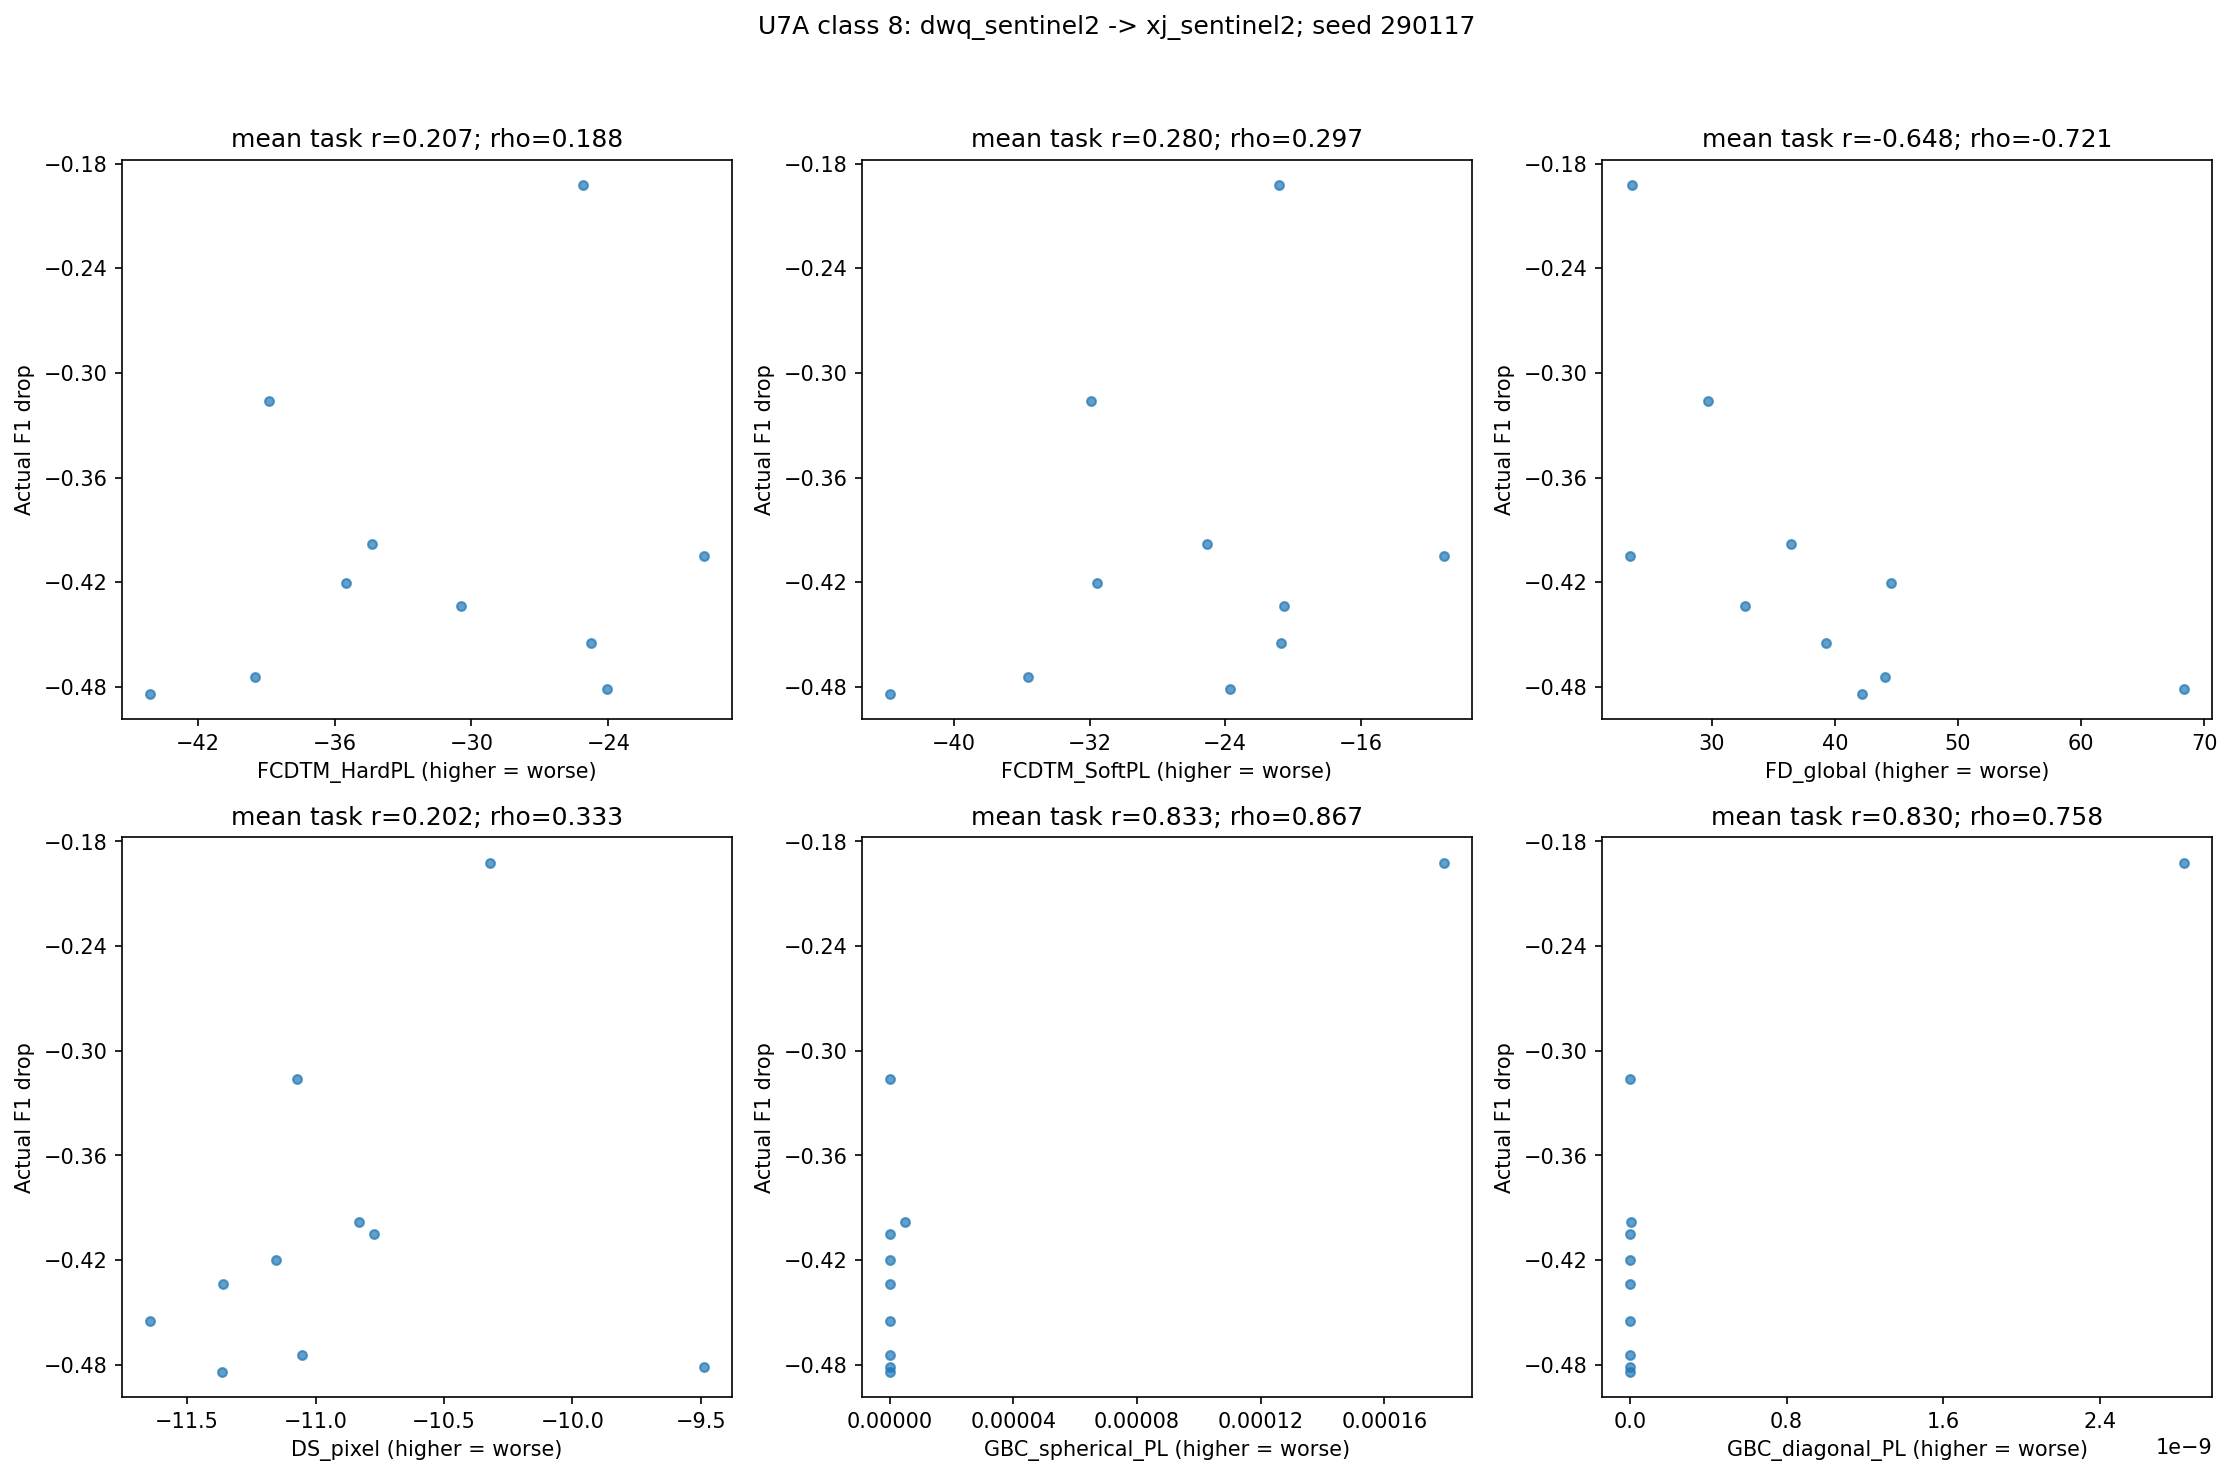 U7A class 8: dwq_sentinel2 -> xj_sentinel2; seed 290117
mean task r=0.207; rho=0.188
−0.18
−0.24
−0.30
−0.36
−0.42
−0.48
Actual F1 drop
−42 −36 −30 −24
FCDTM_HardPL (higher = worse)
mean task r=0.280; rho=0.297
−0.18
−0.24
−0.30
−0.36
−0.42
−0.48
Actual F1 drop
−40 −32 −24 −16
FCDTM_SoftPL (higher = worse)
mean task r=-0.648; rho=-0.721
−0.18
−0.24
−0.30
−0.36
−0.42
−0.48
Actual F1 drop
30 40 50 60 70
FD_global (higher = worse)
mean task r=0.202; rho=0.333
−0.18
−0.24
−0.30
−0.36
−0.42
−0.48
Actual F1 drop
−11.5 −11.0 −10.5 −10.0 −9.5
DS_pixel (higher = worse)
mean task r=0.833; rho=0.867
−0.18
−0.24
−0.30
−0.36
−0.42
−0.48
Actual F1 drop
0.00000 0.00004 0.00008 0.00012 0.00016
GBC_spherical_PL (higher = worse)
mean task r=0.830; rho=0.758
−0.18
−0.24
−0.30
−0.36
−0.42
−0.48
Actual F1 drop
0.0 0.8 1.6 2.4
GBC_diagonal_PL (higher = worse)
1e−9